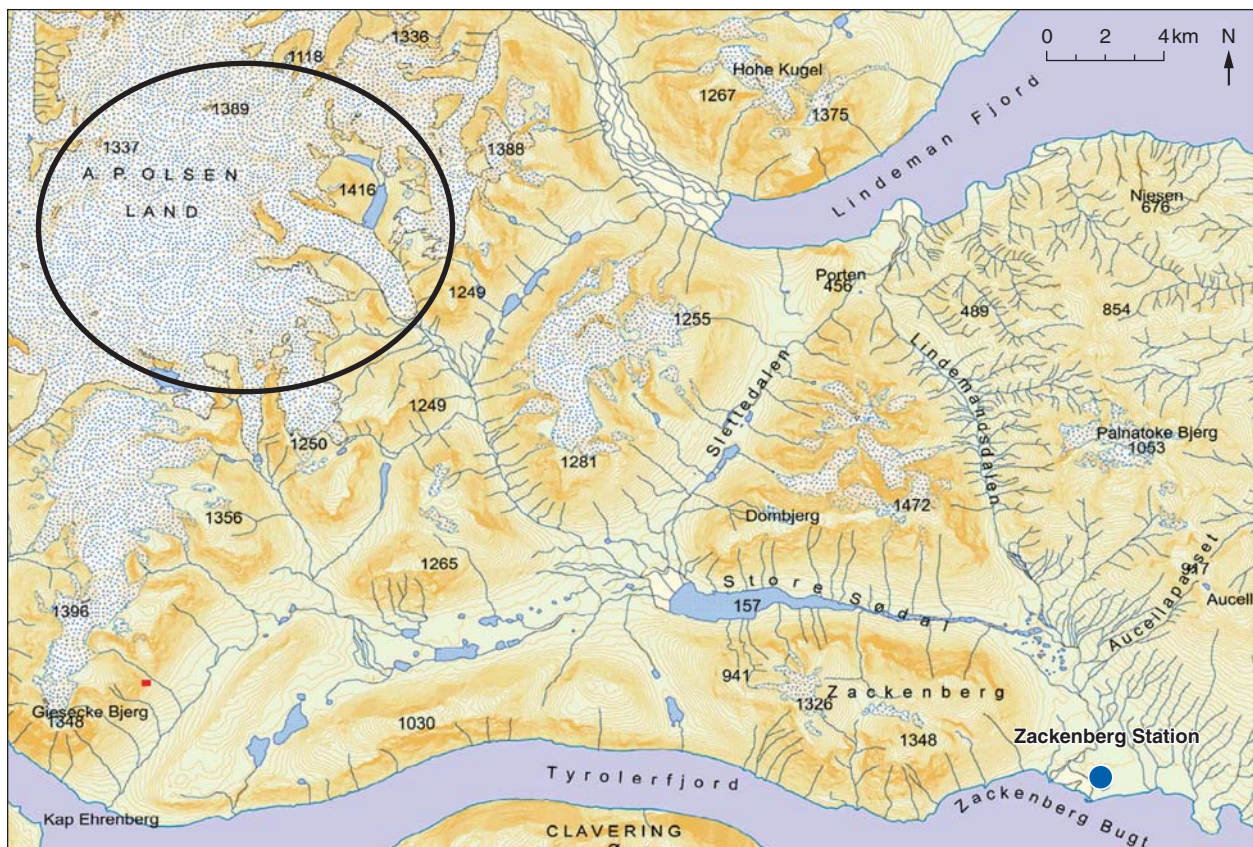 1336
1118
0 2 4 km N
Hohe Kugel
1389
1267
1375
1337
1388
A P OLSEN
LAND
1416
Lindeman Fjord
Niesen
676
Porten
456
1249
489
854
1255
Slettedalen
Lindemandsdalen
1249
1250
1281
Palnatoke Bjerg
1053
1356
1472
Dombjerg
1265
Store Sødal
157
Aucellapasset
917
Aucell
1396
941
Zackenberg
1326
Giesecke Bjerg
1348
1030
1348
Zackenberg Station
Tyrolerfjord
Zackenberg Bugt
Kap Ehrenberg
CLAVERING
Ø